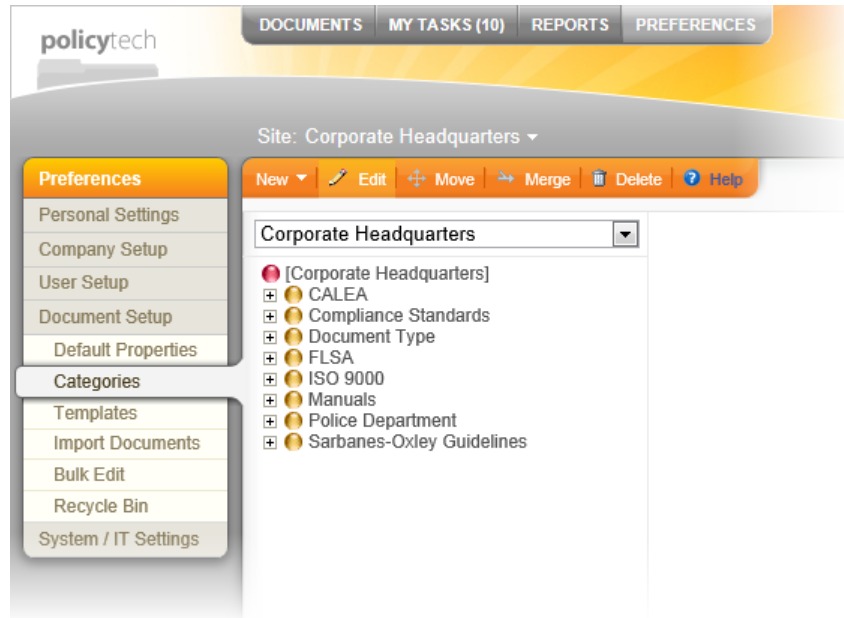 policytech
DOCUMENTS MY TASKS (10) REPORTS PREFERENCES
Site: Corporate Headquarters
Preferences
Personal Settings
Company Setup
User Setup
Document Setup
Default Properties
Categories
Templates
Import Documents
Bulk Edit
Recycle Bin
System / IT Settings
New Edit Move Merge Delete Help
Corporate Headquarters
[Corporate Headquarters]
CALEA
Compliance Standards
Document Type
FLSA
ISO 9000
Manuals
Police Department
Sarbanes-Oxley Guidelines